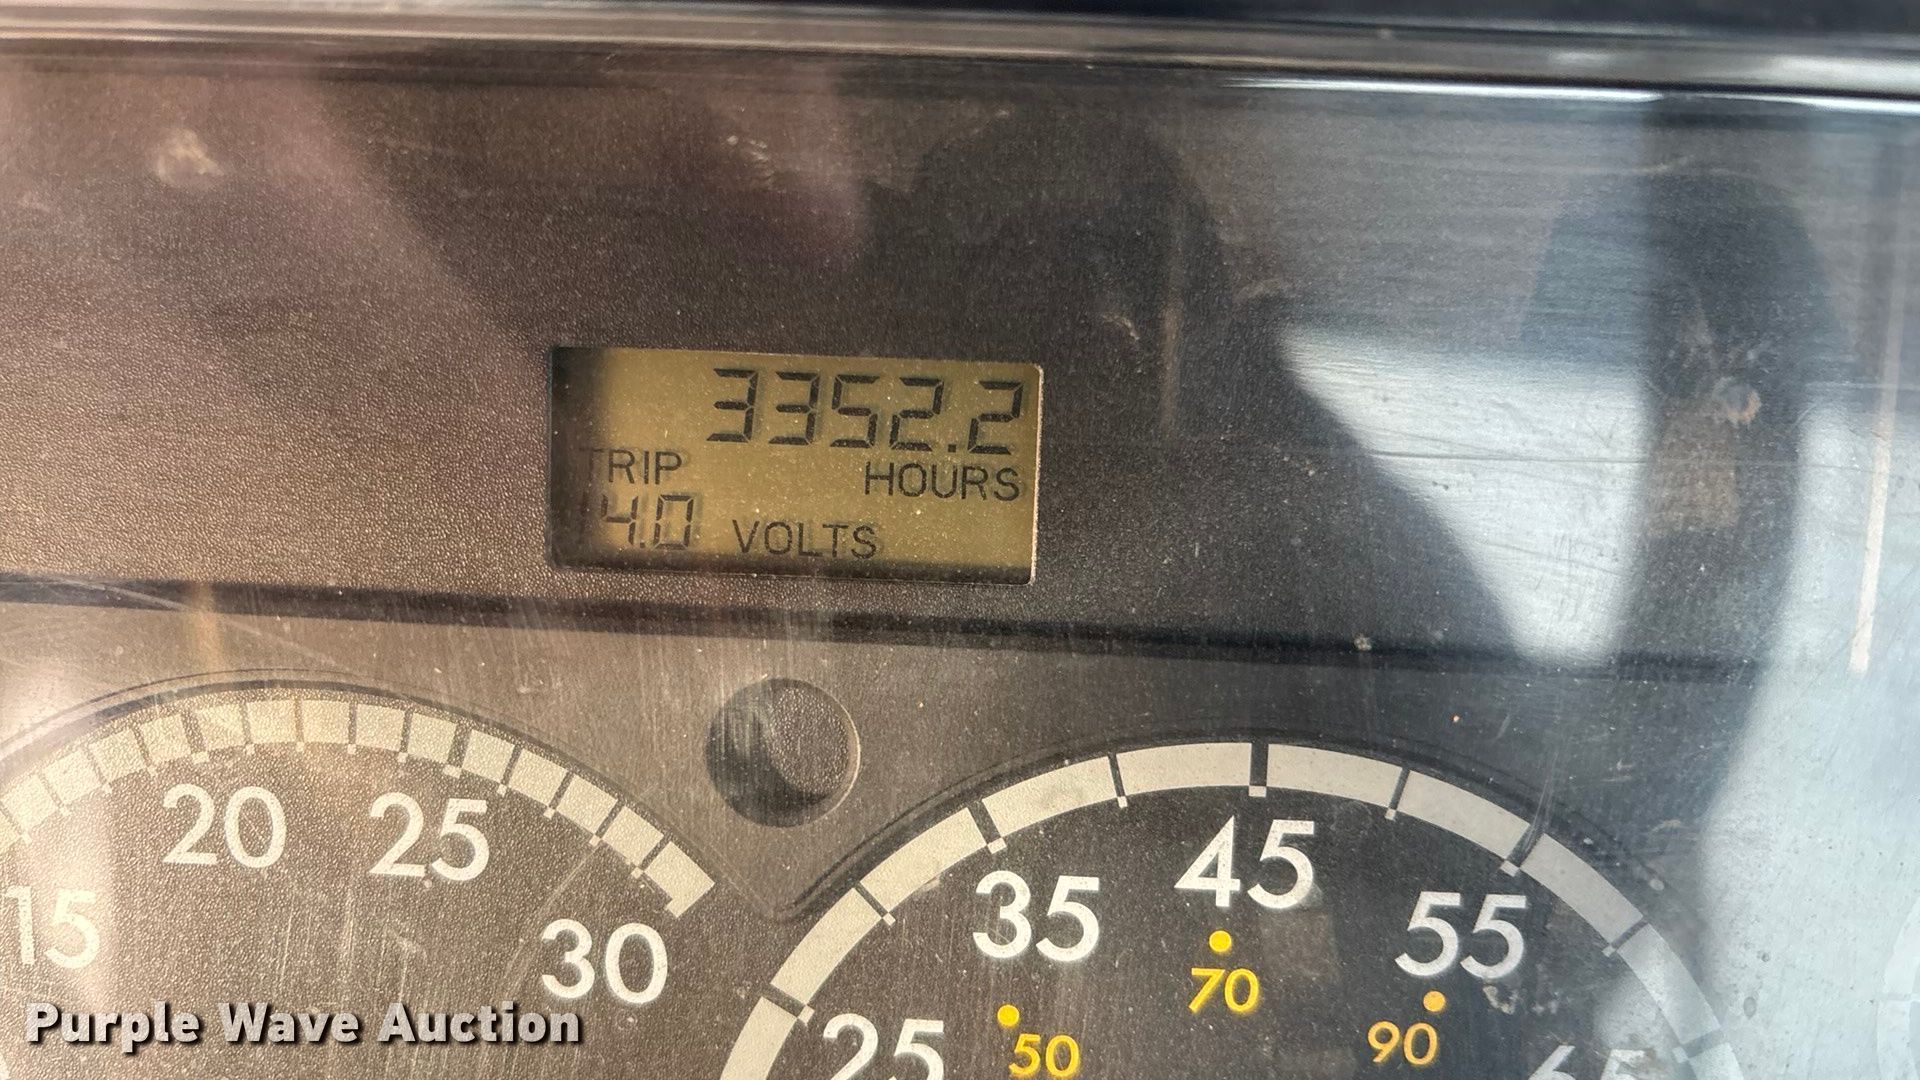 3352.2
TRIP HOURS
14.0 VOLTS
15 20 25 30
25 35 45 55 65
50 70 90
Purple Wave Auction